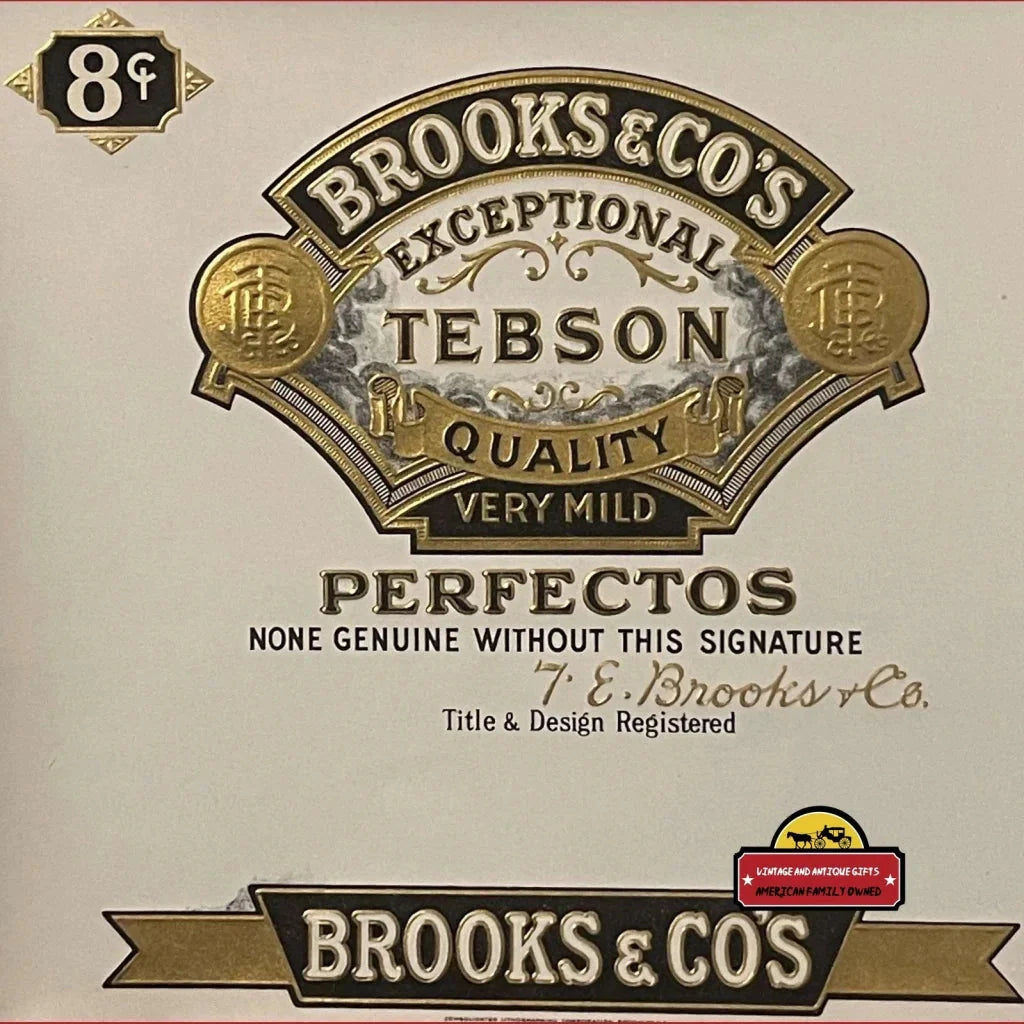 8¢
BROOKS & CO'S
EXCEPTIONAL
TEBSON
QUALITY
VERY MILD
PERFECTOS
NONE GENUINE WITHOUT THIS SIGNATURE
T. E. Brooks & Co.
Title & Design Registered
VINTAGE AND ANTIQUE GIFTS
AMERICAN FAMILY OWNED
BROOKS & CO'S